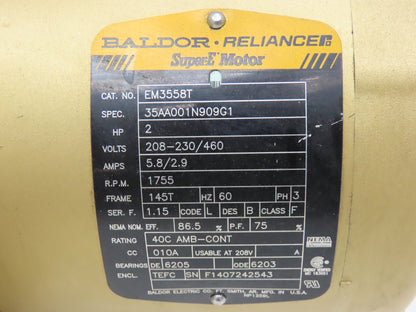 BALDOR • RELIANCE
Super-E Motor
CAT. NO. EM3558T
SPEC. 35AA001N909G1
HP 2
VOLTS 208-230/460
AMPS 5.8/2.9
R.P.M. 1755
FRAME 145T HZ 60 PH 3
SER. F. 1.15 CODE L DES B CLASS F
NEMA NOM. EFF. 86.5 % P.F. 75 %
RATING 40C AMB-CONT
CC 010A USABLE AT 208V A
BEARINGS DE 6205 ODE 6203
ENCL. TEFC SN F1407242543
BALDOR ELECTRIC CO. FT. SMITH, AR. MFG. IN U.S.A.
NEMA